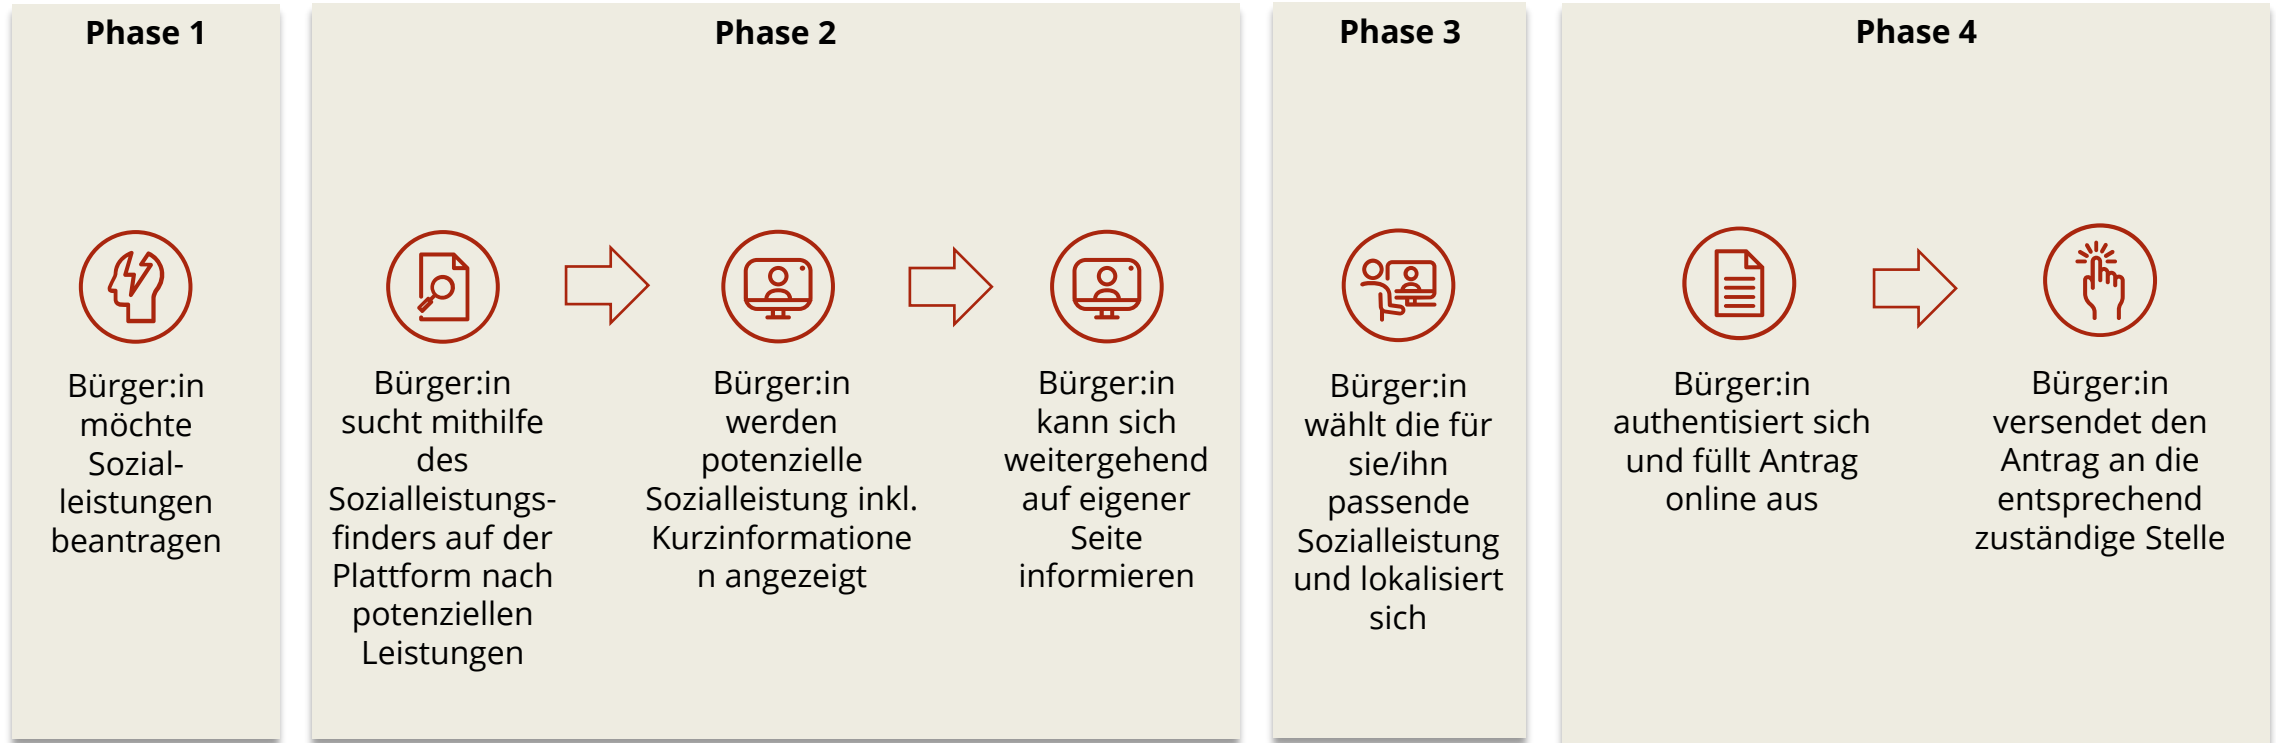 Phase 1
Bürger:in
möchte
Sozial-
leistungen
beantragen
Phase 2
Bürger:in
sucht mithilfe
des
Sozialleistungs-
finders auf der
Plattform nach
potenziellen
Leistungen
Bürger:in
werden
potenzielle
Sozialleistung inkl.
Kurzinformatione
n angezeigt
Bürger:in
kann sich
weitergehend
auf eigener
Seite
informieren
Phase 3
Bürger:in
wählt die für
sie/ihn
passende
Sozialleistung
und lokalisiert
sich
Phase 4
Bürger:in
authentisiert sich
und füllt Antrag
online aus
Bürger:in
versendet den
Antrag an die
entsprechend
zuständige Stelle